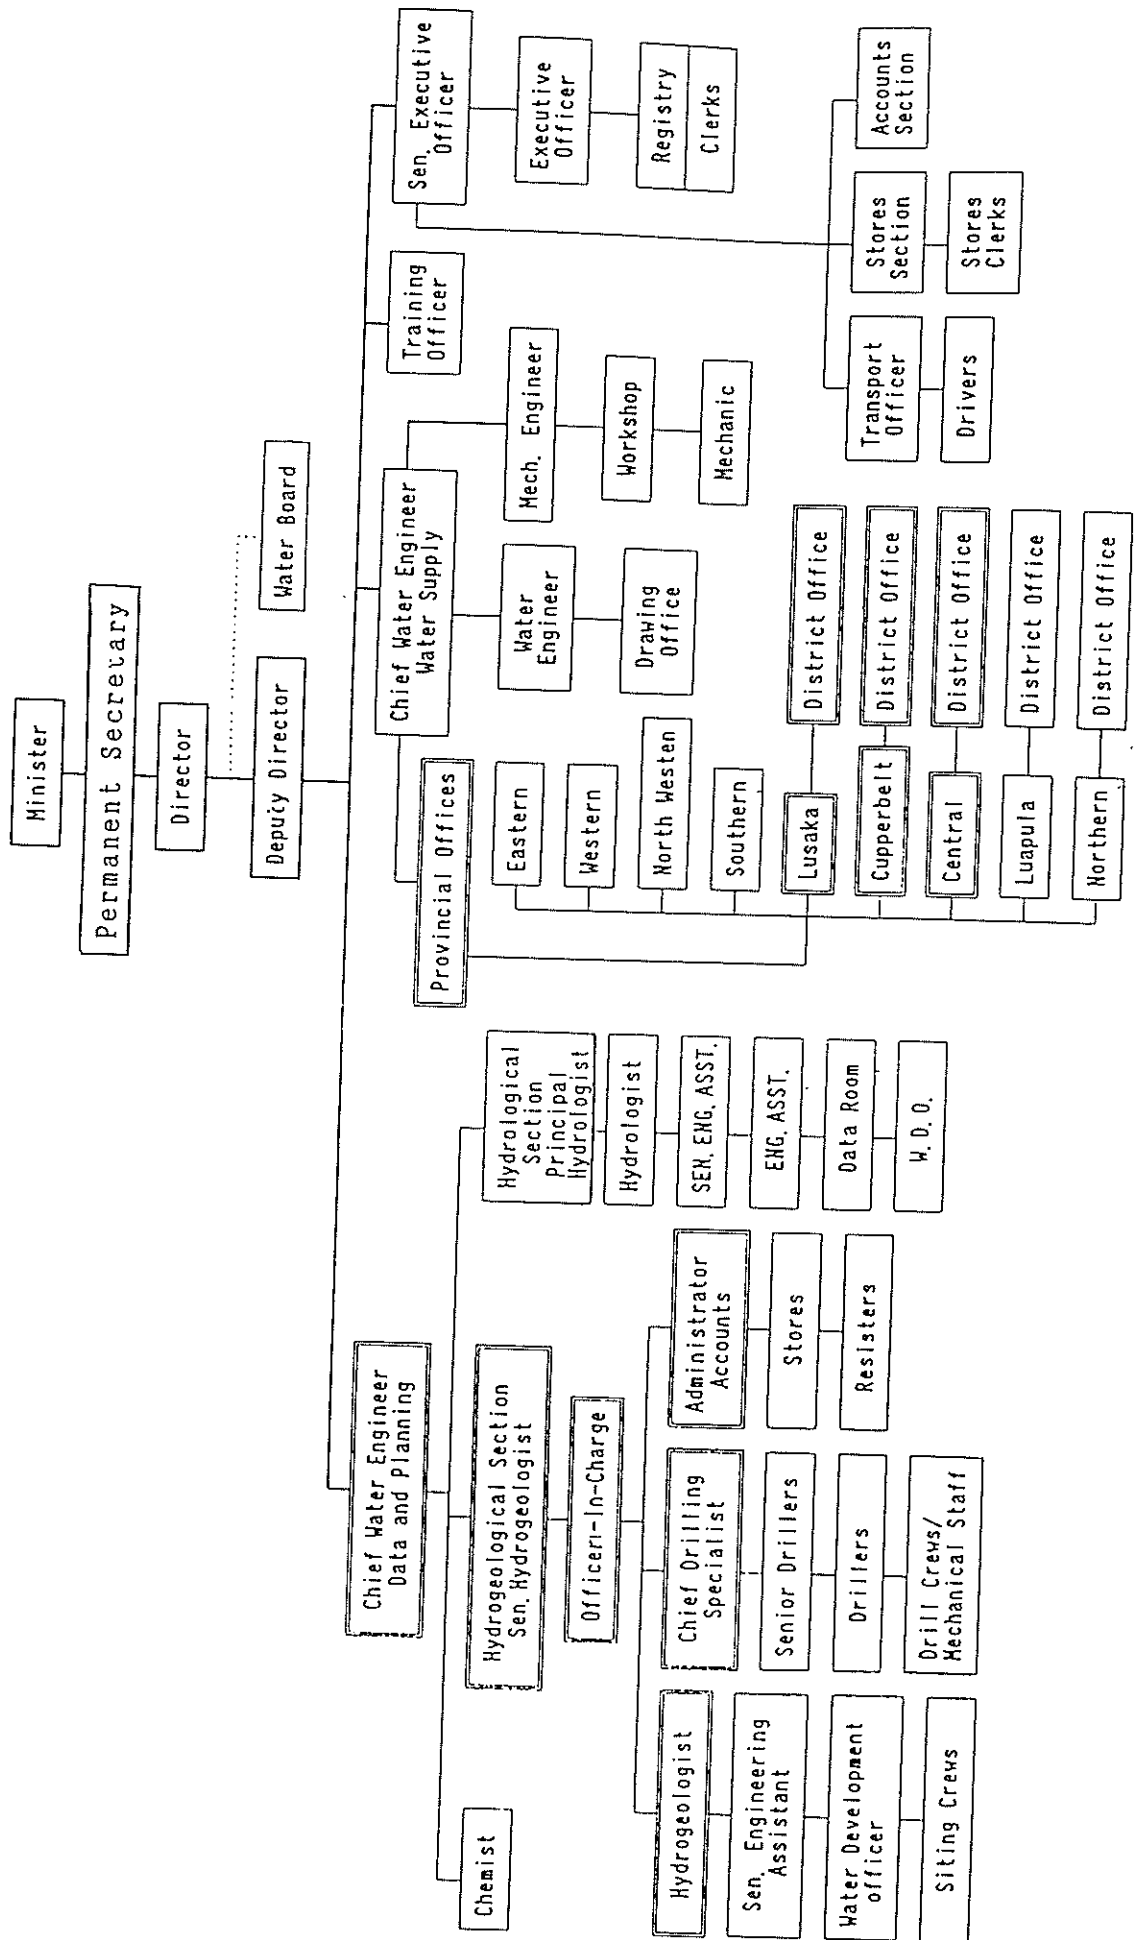 Minister
Permanent Secretary
Director
Deputy Director
Water Board
Chief Water Engineer
Data and Planning
Chemist
Hydrogeological Section
Sen. Hydrogeologist
Officer-In-Charge
Hydrogeologist
Sen. Engineering
Assistant
Water Development
officer
Siting Crews
Chief Drilling
Specialist
Senior Drillers
Drillers
Drill Crews/
Mechanical Staff
Administrator
Accounts
Stores
Resisters
Hydrological
Section
Principal
Hydrologist
Hydrologist
SEN. ENG. ASST.
ENG. ASST.
Data Room
W. D. O.
Chief Water Engineer
Water Supply
Provincial Offices
Eastern
Western
North Westen
Southern
Lusaka
District Office
Cupperbelt
District Office
Central
District Office
Luapula
District Office
Northern
District Office
Water
Engineer
Drawing
Office
Mech. Engineer
Workshop
Mechanic
Training
Officer
Sen. Executive
Officer
Executive
Officer
Registry
Clerks
Transport
Officer
Drivers
Stores
Section
Stores
Clerks
Accounts
Section